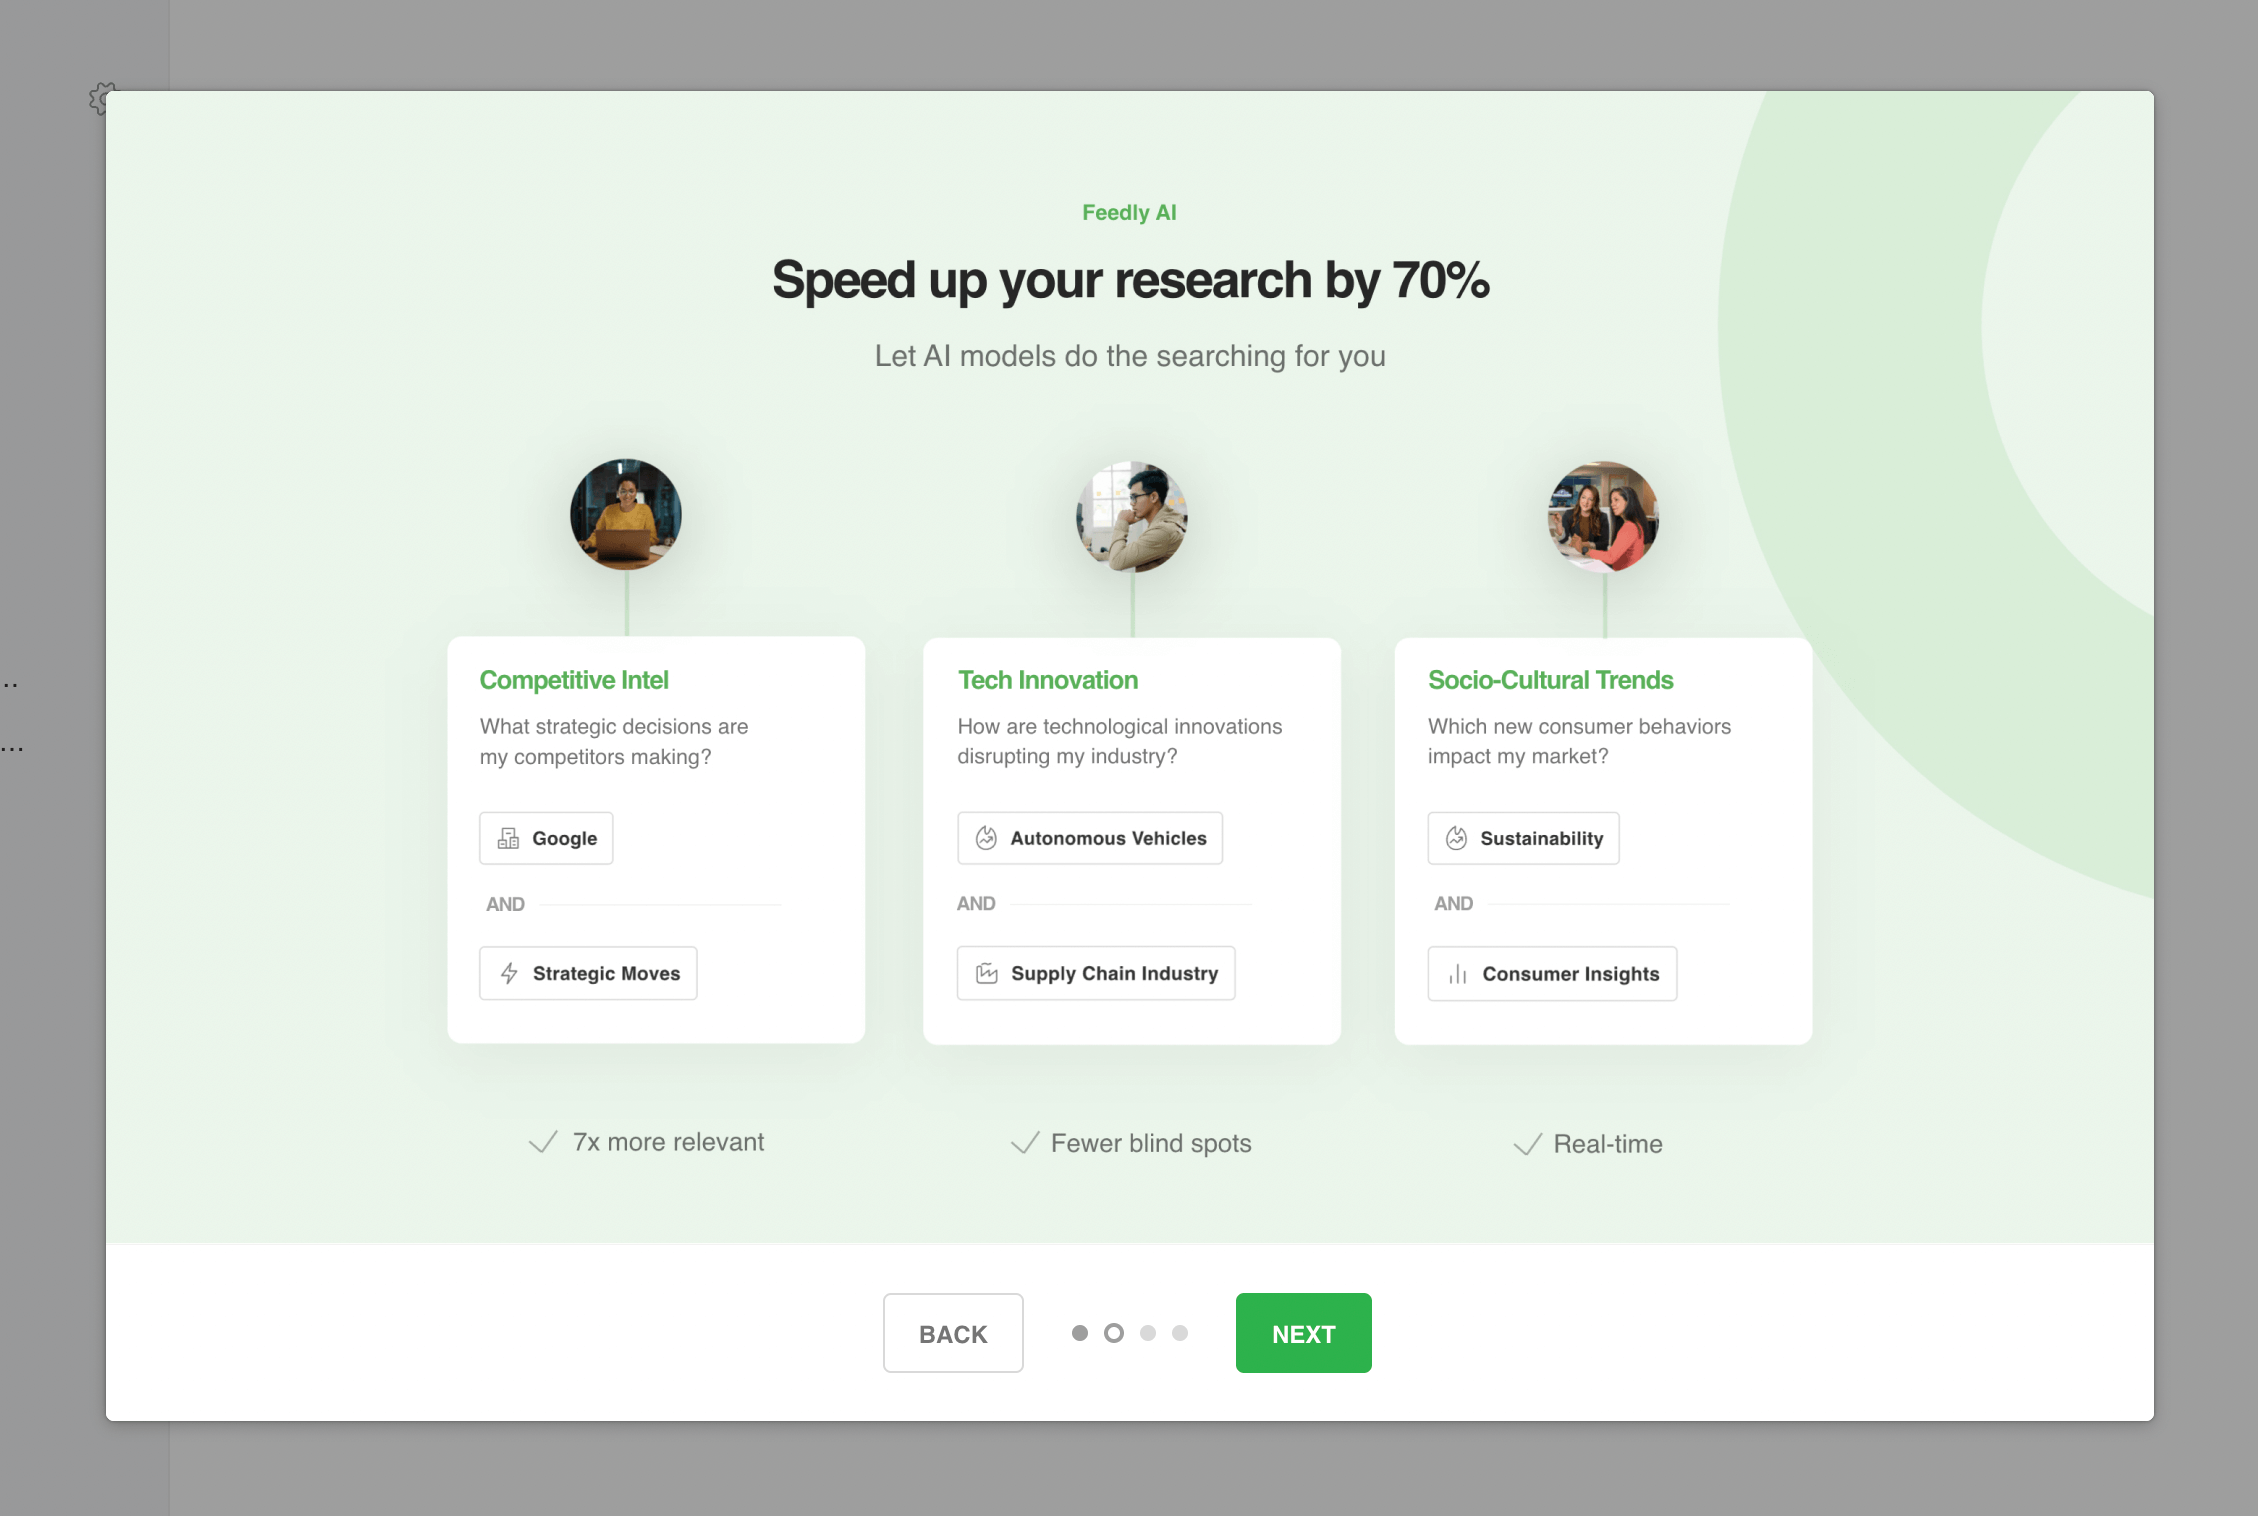 Feedly AI
Speed up your research by 70%
Let AI models do the searching for you
Competitive Intel
What strategic decisions are
my competitors making?
Google
AND
Strategic Moves
7x more relevant
Tech Innovation
How are technological innovations
disrupting my industry?
Autonomous Vehicles
AND
Supply Chain Industry
Fewer blind spots
Socio-Cultural Trends
Which new consumer behaviors
impact my market?
Sustainability
AND
Consumer Insights
Real-time
BACK
NEXT